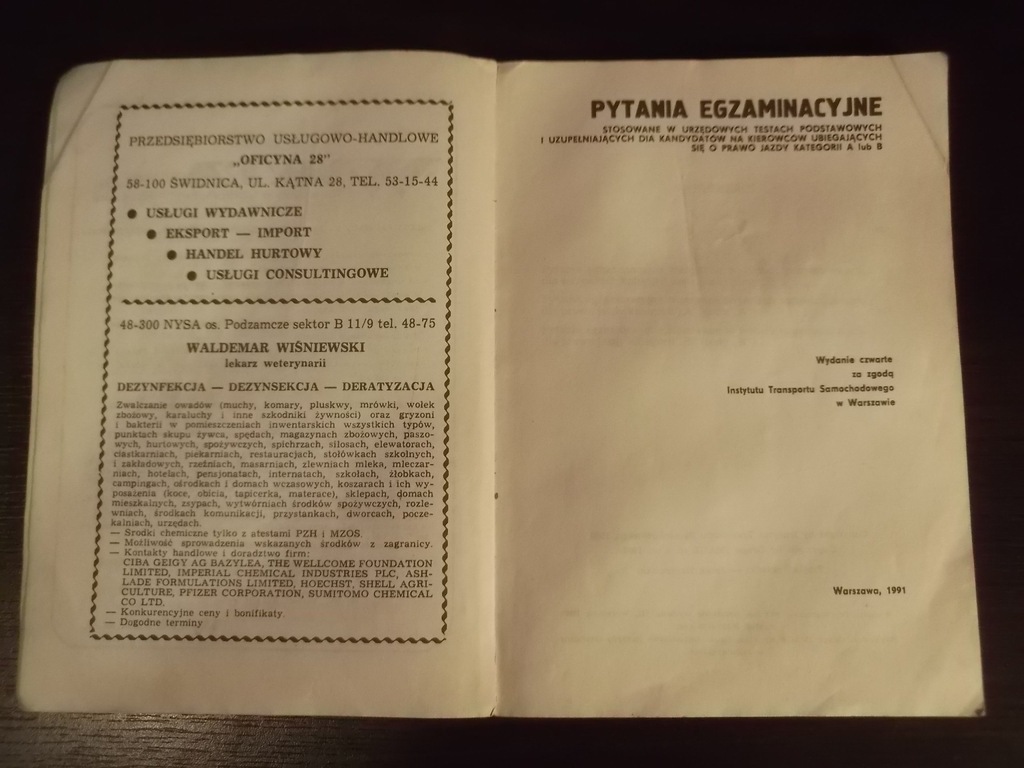 PRZEDSIĘBIORSTWO USŁUGOWO-HANDLOWE
„OFICYNA 28”
58-100 ŚWIDNICA, UL. KĄTNA 28, TEL. 53-15-44
● USŁUGI WYDAWNICZE
● EKSPORT — IMPORT
● HANDEL HURTOWY
● USŁUGI CONSULTINGOWE
48-300 NYSA os. Podzamcze sektor B 11/9 tel. 48-75
WALDEMAR WIŚNIEWSKI
lekarz weterynarii
DEZYNFEKCJA — DEZYNSEKCJA — DERATYZACJA
Zwalczanie owadów (muchy, komary, pluskwy, mrówki, wołek
zbożowy, karaluchy i inne szkodniki żywności) oraz gryzoni
i bakterii w pomieszczeniach inwentarskich wszystkich typów,
punktach skupu żywca, spędach, magazynach zbożowych, paszo-
wych, hurtowych, spożywczych, spichrzach, silosach, elewatorach,
ciastkarniach, piekarniach, restauracjach, stołówkach szkolnych,
i zakładowych, rzeźniach, masarniach, zlewniach mleka, mleczar-
niach, hotelach, pensjonatach, internatach, szkołach, żłobkach,
campingach, ośrodkach i domach wczasowych, koszarach i ich wy-
posażenia (koce, obicia, tapicerka, materace), sklepach, domach
mieszkalnych, zsypach, wytwórniach środków spożywczych, rozle-
wniach, środkach komunikacji, przystankach, dworcach, pocze-
kalniach, urzędach.
— Środki chemiczne tylko z atestami PZH i MZOS.
— Możliwość sprowadzenia wskazanych środków z zagranicy.
— Kontakty handlowe i doradztwo firm:
CIBA GEIGY AG BAZYLEA, THE WELLCOME FOUNDATION
LIMITED, IMPERIAL CHEMICAL INDUSTRIES PLC, ASH-
LADE FORMULATIONS LIMITED, HOECHST, SHELL AGRI-
CULTURE, PFIZER CORPORATION, SUMITOMO CHEMICAL
CO LTD.
— Konkurencyjne ceny i bonifikaty.
— Dogodne terminy
PYTANIA EGZAMINACYJNE
STOSOWANE W URZĘDOWYCH TESTACH PODSTAWOWYCH
I UZUPEŁNIAJĄCYCH DLA KANDYDATÓW NA KIEROWCÓW UBIEGAJĄCYCH
SIĘ O PRAWO JAZDY KATEGORII A lub B
Wydanie czwarte
za zgodą
Instytutu Transportu Samochodowego
w Warszawie
Warszawa, 1991